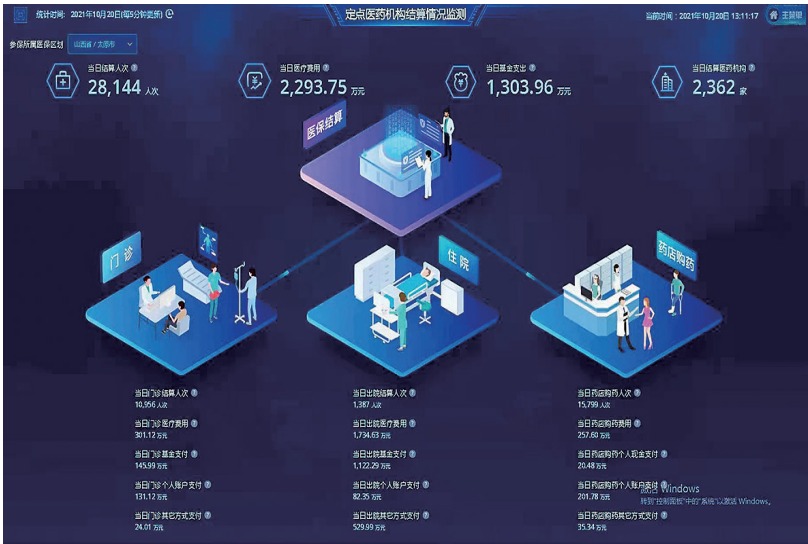 统计时间: 2021年10月20日(每5分钟更新)
定点医药机构结算情况监测
当前时间：2021年10月20日 13:11:17
参保所属医保区划
山西省 / 太原市
当日结算人次
28,144 人次
当日医疗费用
2,293.75 万元
当日基金支出
1,303.96 万元
当日结算医药机构
2,362 家
医保结算
门诊
住院
药店购药
当日门诊结算人次
10,956 人次
当日门诊医疗费用
301.12 万元
当日门诊基金支付
145.99 万元
当日门诊个人账户支付
131.12 万元
当日门诊其它方式支付
24.01 万元
当日出院结算人次
1,387 人次
当日出院医疗费用
1,734.63 万元
当日出院基金支付
1,122.29 万元
当日出院个人账户支付
82.35 万元
当日出院其它方式支付
529.99 万元
当日药店购药人次
15,799 人次
当日药店购药费用
257.60 万元
当日药店购药个人现金支付
20.48 万元
当日药店购药个人账户支付
201.78 万元
当日药店购药其它方式支付
35.34 万元
激活 Windows
转到"控制面板"中的"系统"以激活 Windows。